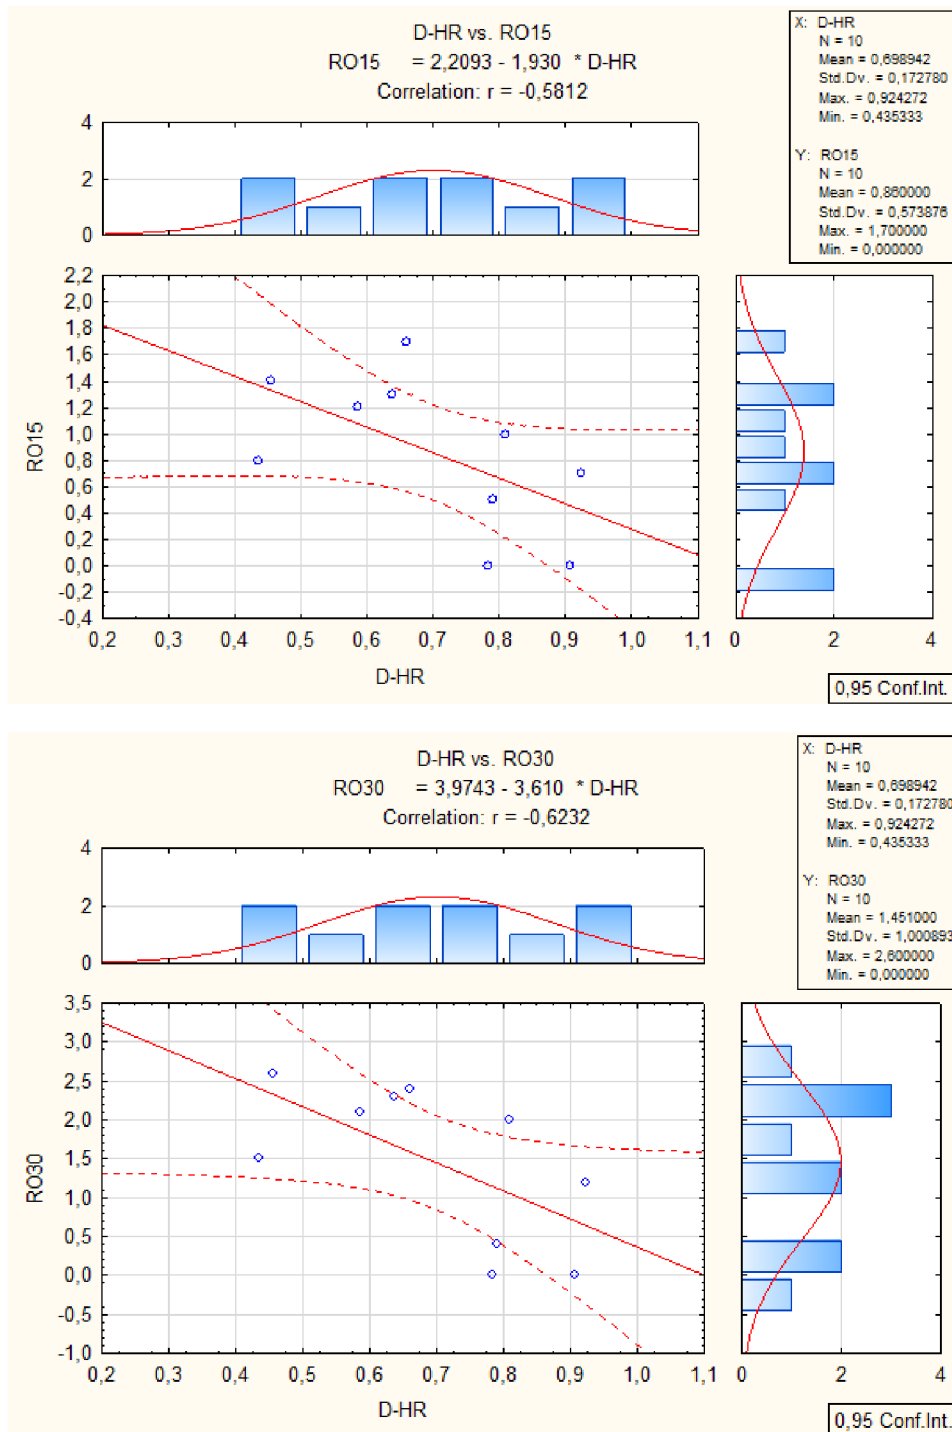 D-HR vs. RO15
RO15 = 2,2093 - 1,930 * D-HR
Correlation: r = -0,5812
X: D-HR
N = 10
Mean = 0,698942
Std.Dv. = 0,172780
Max. = 0,924272
Min. = 0,435333
Y: RO15
N = 10
Mean = 0,860000
Std.Dv. = 0,573876
Max. = 1,700000
Min. = 0,000000
4
2
0
2,2
2,0
1,8
1,6
1,4
1,2
1,0
0,8
0,6
0,4
0,2
0,0
-0,2
-0,4
RO15
0,2 0,3 0,4 0,5 0,6 0,7 0,8 0,9 1,0 1,1
D-HR
0 2 4
0,95 Conf.Int.
D-HR vs. RO30
RO30 = 3,9743 - 3,610 * D-HR
Correlation: r = -0,6232
X: D-HR
N = 10
Mean = 0,698942
Std.Dv. = 0,172780
Max. = 0,924272
Min. = 0,435333
Y: RO30
N = 10
Mean = 1,451000
Std.Dv. = 1,000893
Max. = 2,600000
Min. = 0,000000
4
2
0
3,5
3,0
2,5
2,0
1,5
1,0
0,5
0,0
-0,5
-1,0
RO30
0,2 0,3 0,4 0,5 0,6 0,7 0,8 0,9 1,0 1,1
D-HR
0 2 4
0,95 Conf.Int.